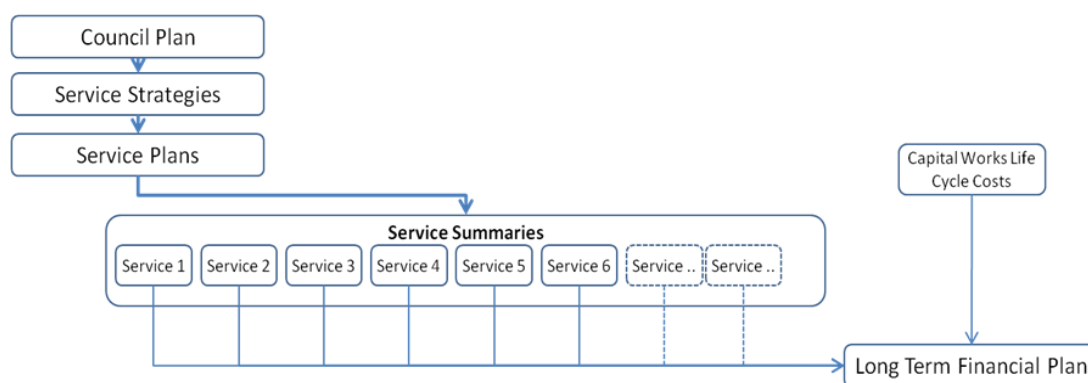 Council Plan
Service Strategies
Service Plans
Capital Works Life
Cycle Costs
Service Summaries
Service 1
Service 2
Service 3
Service 4
Service 5
Service 6
Service ..
Service ..
Long Term Financial Plan